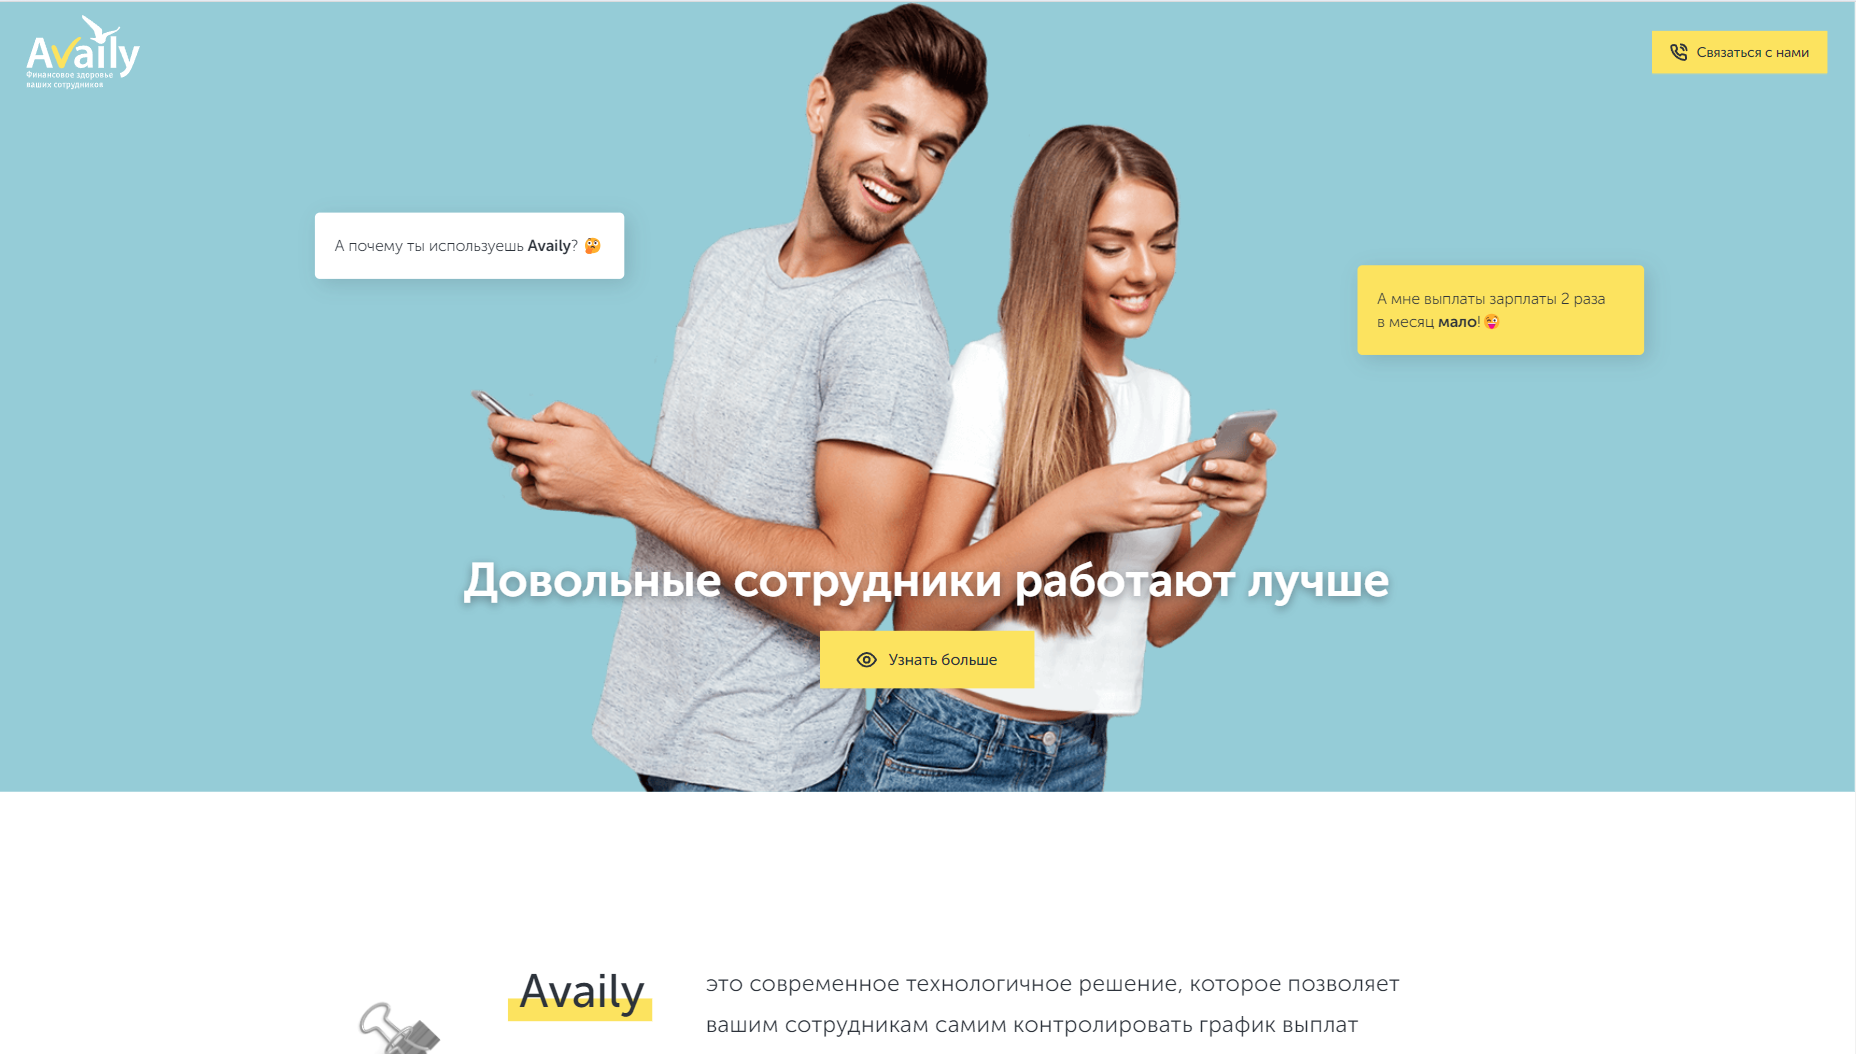 Availy
Финансовое здоровье
ваших сотрудников
Связаться с нами
А почему ты используешь Availy? 🤔
А мне выплаты зарплаты 2 раза
в месяц мало! 😜
Довольные сотрудники работают лучше
Узнать больше
Availy
это современное технологичное решение, которое позволяет
вашим сотрудникам самим контролировать график выплат